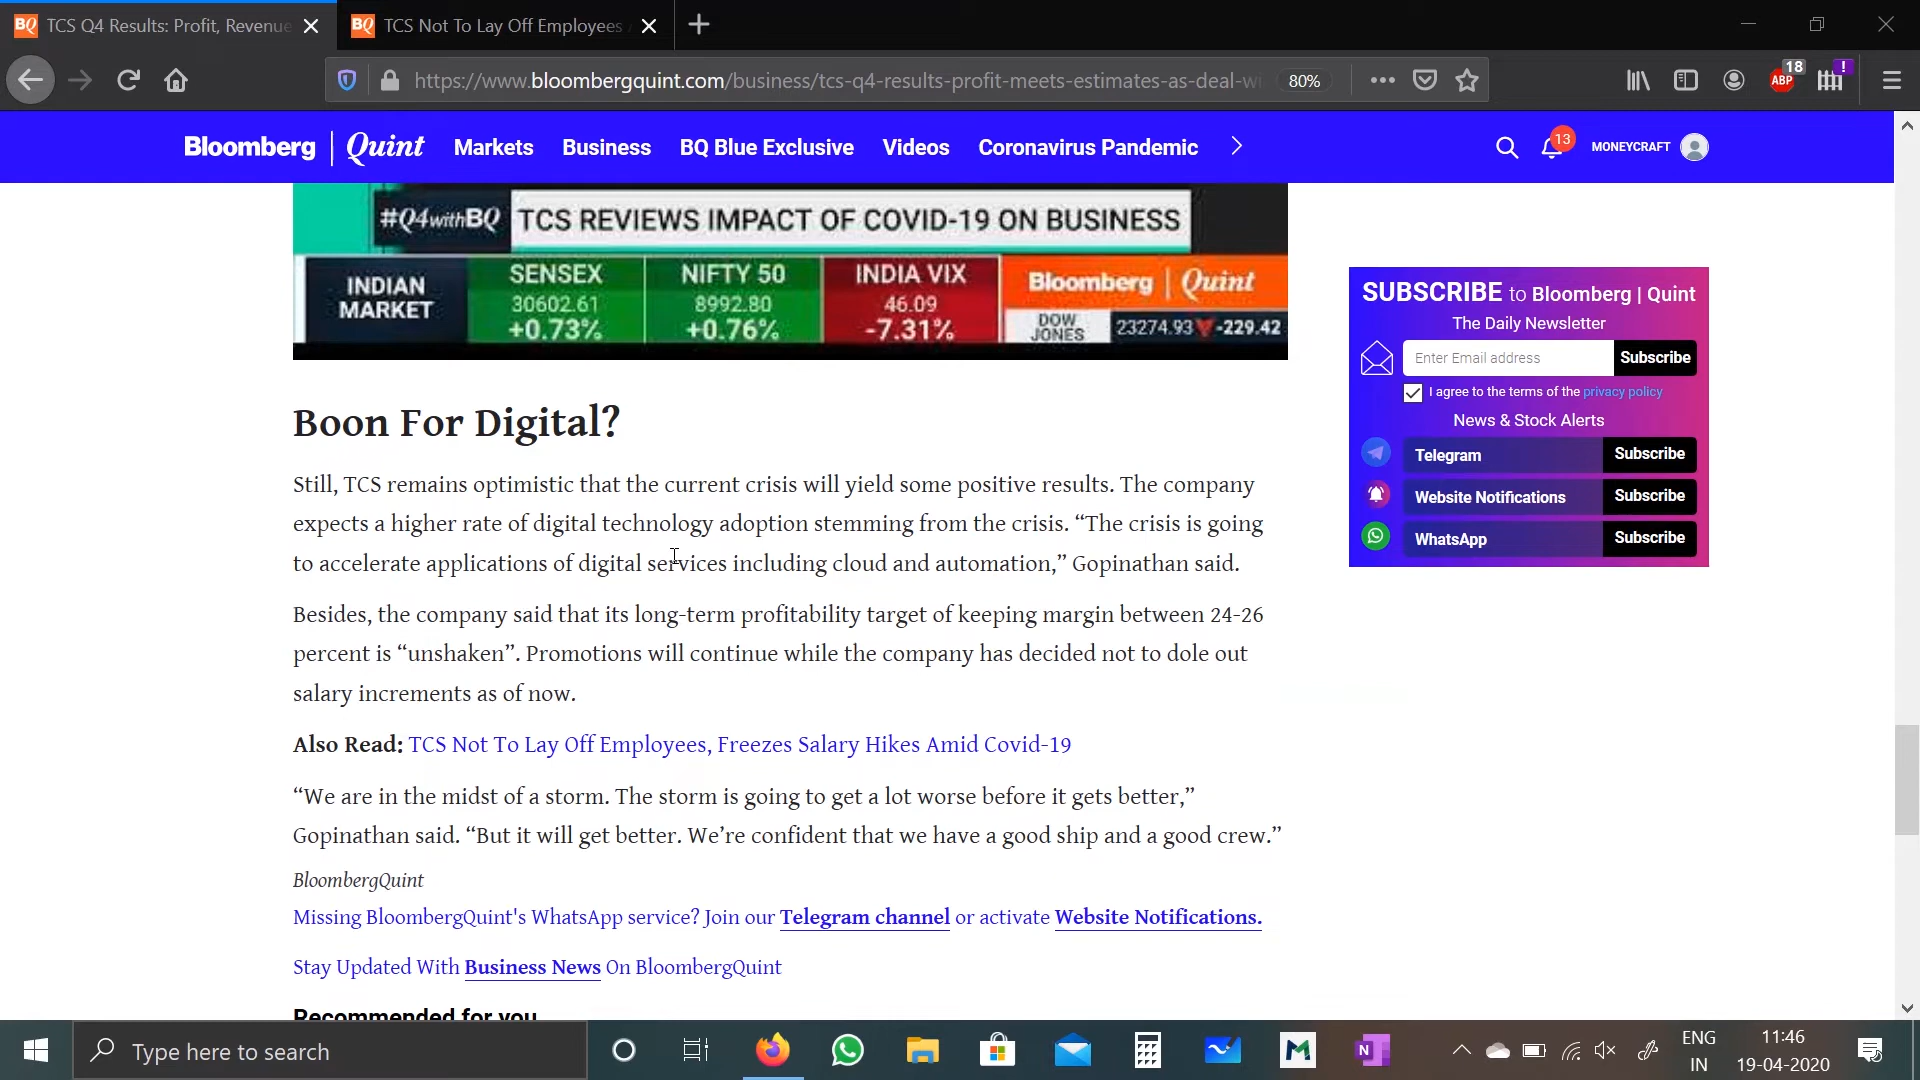 TCS Q4 Results: Profit, Revenue
TCS Not To Lay Off Employees
https://www.bloombergquint.com/business/tcs-q4-results-profit-meets-estimates-as-deal-wi
80%
ABP
18
!
Bloomberg | Quint
Markets
Business
BQ Blue Exclusive
Videos
Coronavirus Pandemic
13
MONEYCRAFT
#Q4withBQ
TCS REVIEWS IMPACT OF COVID-19 ON BUSINESS
INDIAN
MARKET
SENSEX
30602.61
+0.73%
NIFTY 50
8992.80
+0.76%
INDIA VIX
46.09
-7.31%
Bloomberg | Quint
DOW
JONES
23274.93 -229.42
Boon For Digital?
Still, TCS remains optimistic that the current crisis will yield some positive results. The company
expects a higher rate of digital technology adoption stemming from the crisis. “The crisis is going
to accelerate applications of digital services including cloud and automation,” Gopinathan said.
Besides, the company said that its long-term profitability target of keeping margin between 24-26
percent is “unshaken”. Promotions will continue while the company has decided not to dole out
salary increments as of now.
Also Read: TCS Not To Lay Off Employees, Freezes Salary Hikes Amid Covid-19
“We are in the midst of a storm. The storm is going to get a lot worse before it gets better,”
Gopinathan said. “But it will get better. We’re confident that we have a good ship and a good crew.”
BloombergQuint
Missing BloombergQuint's WhatsApp service? Join our Telegram channel or activate Website Notifications.
Stay Updated With Business News On BloombergQuint
Recommended for you
SUBSCRIBE to Bloomberg | Quint
The Daily Newsletter
Enter Email address
Subscribe
I agree to the terms of the privacy policy
News & Stock Alerts
Telegram
Subscribe
Website Notifications
Subscribe
WhatsApp
Subscribe
Type here to search
ENG
IN
11:46
19-04-2020